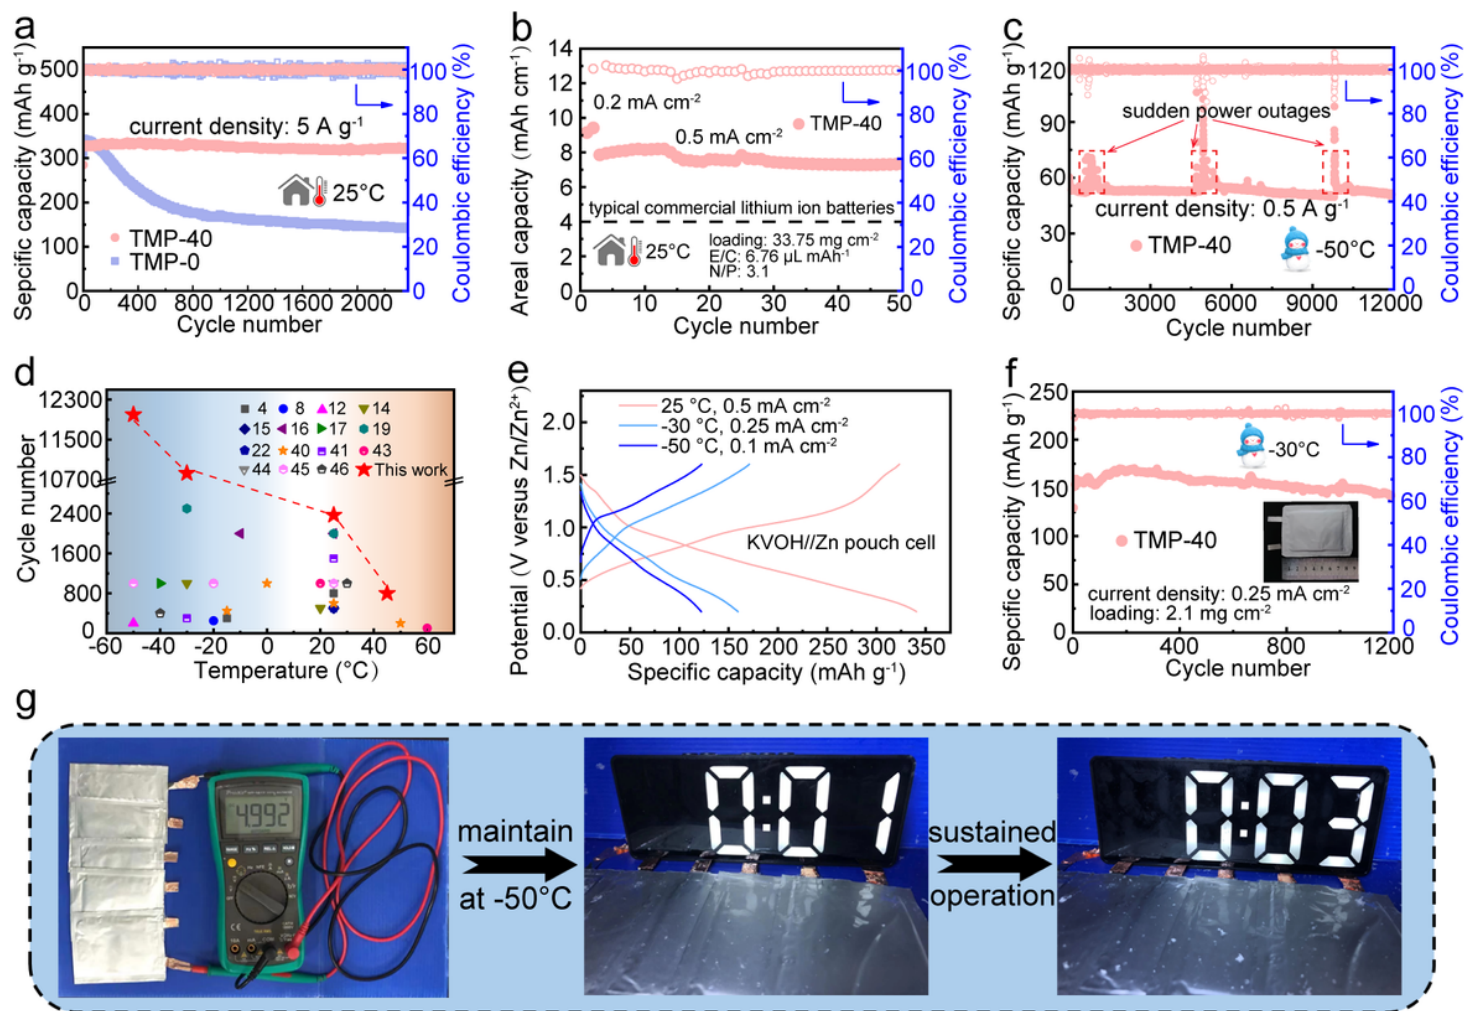 a
Sepcific capacity (mAh g⁻¹)
500
400
300
200
100
0
100
80
60
40
20
0
Coulombic efficiency (%)
current density: 5 A g⁻¹
25°C
TMP-40
TMP-0
0 400 800 1200 1600 2000
Cycle number
b
Areal capacity (mAh cm⁻²)
14
12
10
8
6
4
2
0
100
80
60
40
20
0
Coulombic efficiency (%)
0.2 mA cm⁻²
0.5 mA cm⁻²
TMP-40
typical commercial lithium ion batteries
25°C
loading: 33.75 mg cm⁻²
E/C: 6.76 µL mAh⁻¹
N/P: 3.1
0 10 20 30 40 50
Cycle number
c
Sepcific capacity (mAh g⁻¹)
120
90
60
30
0
100
80
60
40
20
0
Coulombic efficiency (%)
sudden power outages
current density: 0.5 A g⁻¹
TMP-40
-50°C
0 3000 6000 9000 12000
Cycle number
d
Cycle number
12300
11500
10700
2400
1600
800
0
4 8 12 14
15 16 17 19
22 40 41 43
44 45 46 This work
-60 -40 -20 0 20 40 60
Temperature (°C)
e
Potential (V versus Zn/Zn²⁺)
2.0
1.5
1.0
0.5
0.0
25 °C, 0.5 mA cm⁻²
-30 °C, 0.25 mA cm⁻²
-50 °C, 0.1 mA cm⁻²
KVOH//Zn pouch cell
0 50 100 150 200 250 300 350
Specific capacity (mAh g⁻¹)
f
Sepcific capacity (mAh g⁻¹)
250
225
200
175
150
125
100
75
50
25
0
100
80
60
40
20
0
Coulombic efficiency (%)
-30°C
TMP-40
current density: 0.25 mA cm⁻²
loading: 2.1 mg cm⁻²
0 400 800 1200
Cycle number
g
4.992
maintain
at -50°C
0:01
sustained
operation
0:03